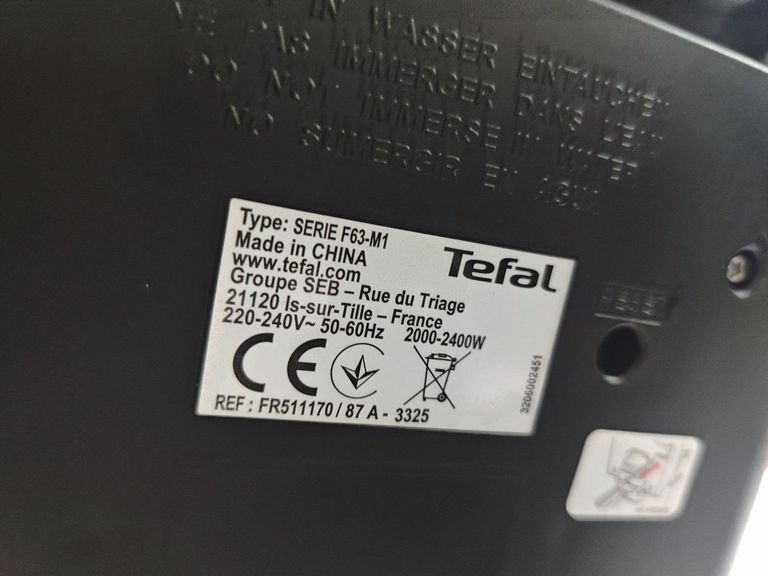 IN WASSER EINTAUCHEN
NE PAS IMMERGER DANS L'EAU
DO NOT IMMERSE IN WATER
NO SUMERGIR EN AGUA
Type: SERIE F63-M1
Made in CHINA
www.tefal.com
Groupe SEB – Rue du Triage
21120 Is-sur-Tille – France
220-240V~ 50-60Hz 2000-2400W
Tefal
CE
REF : FR511170 / 87 A - 3325
3206002451
RESET